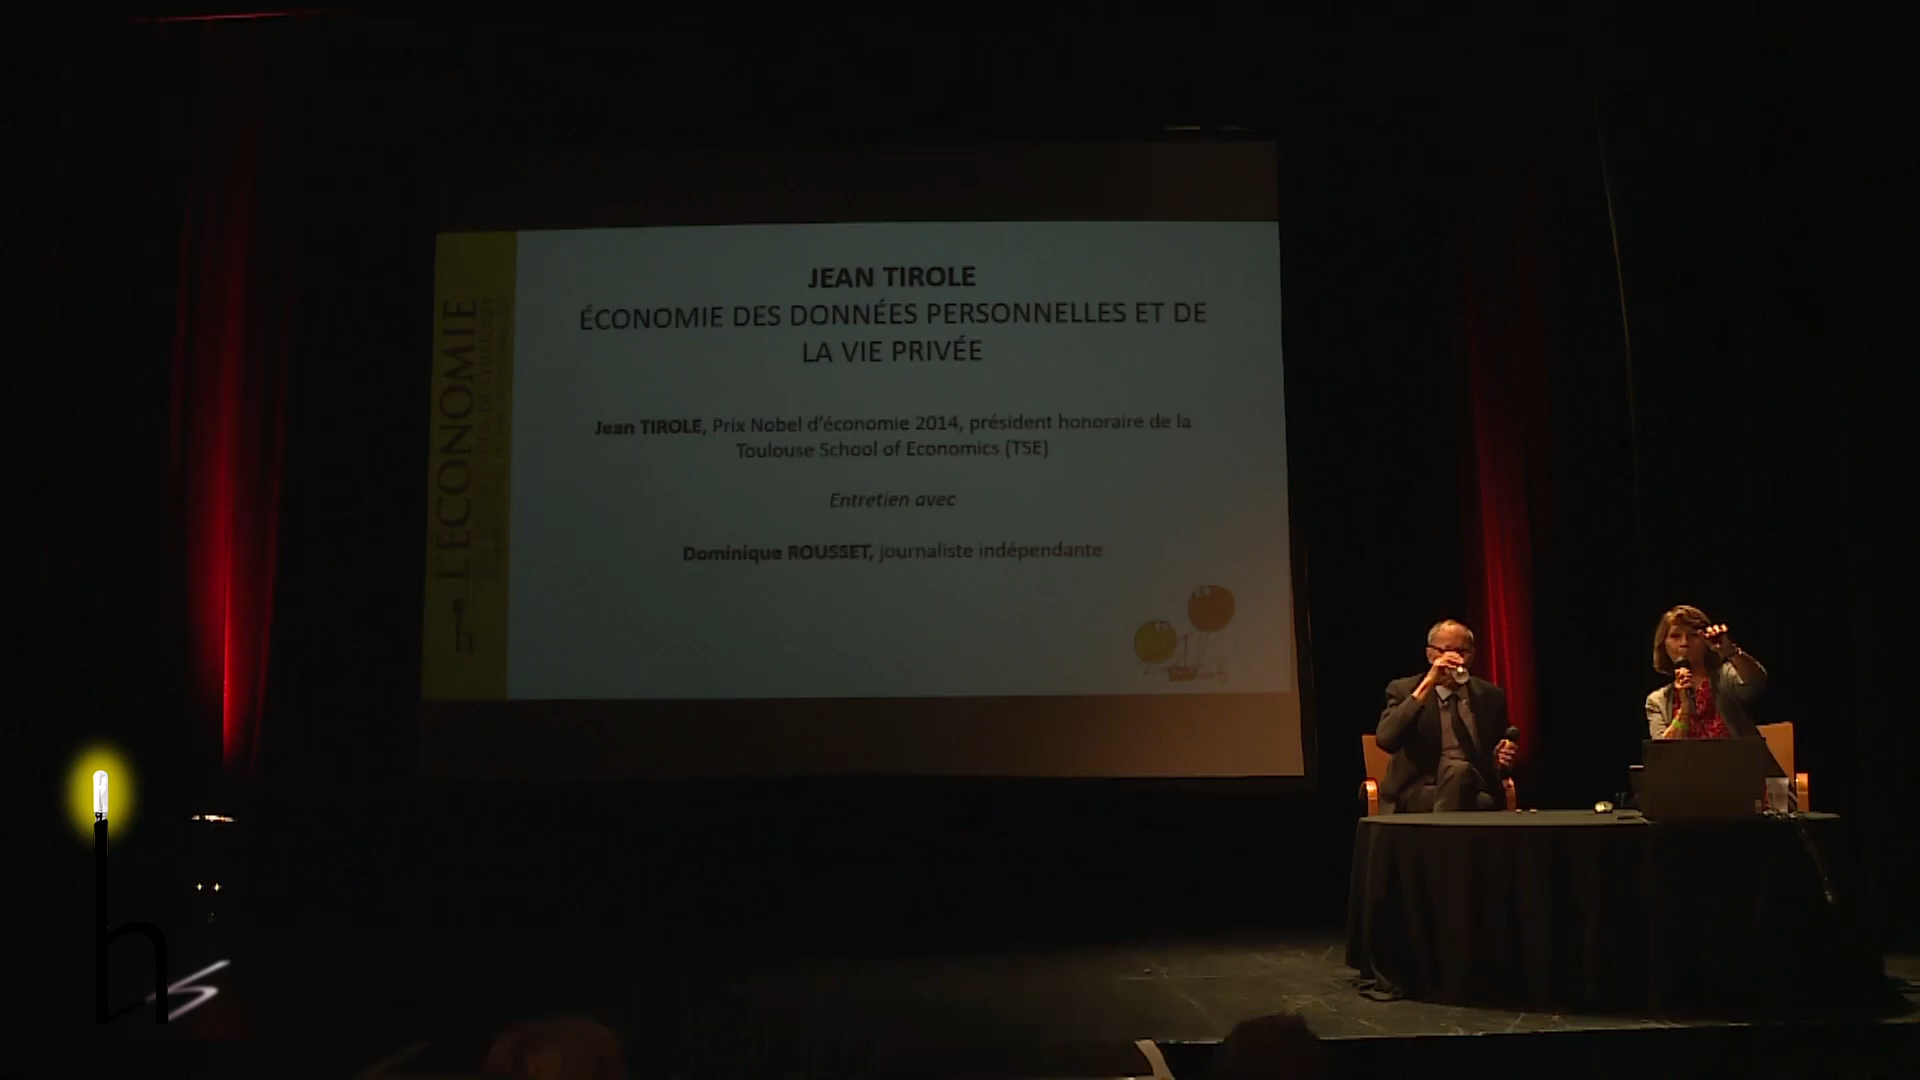 JEAN TIROLE
ÉCONOMIE DES DONNÉES PERSONNELLES ET DE
LA VIE PRIVÉE
Jean TIROLE, Prix Nobel d'économie 2014, président honoraire de la
Toulouse School of Economics (TSE)
Entretien avec
Dominique ROUSSET, journaliste indépendante
L'ÉCONOMIE